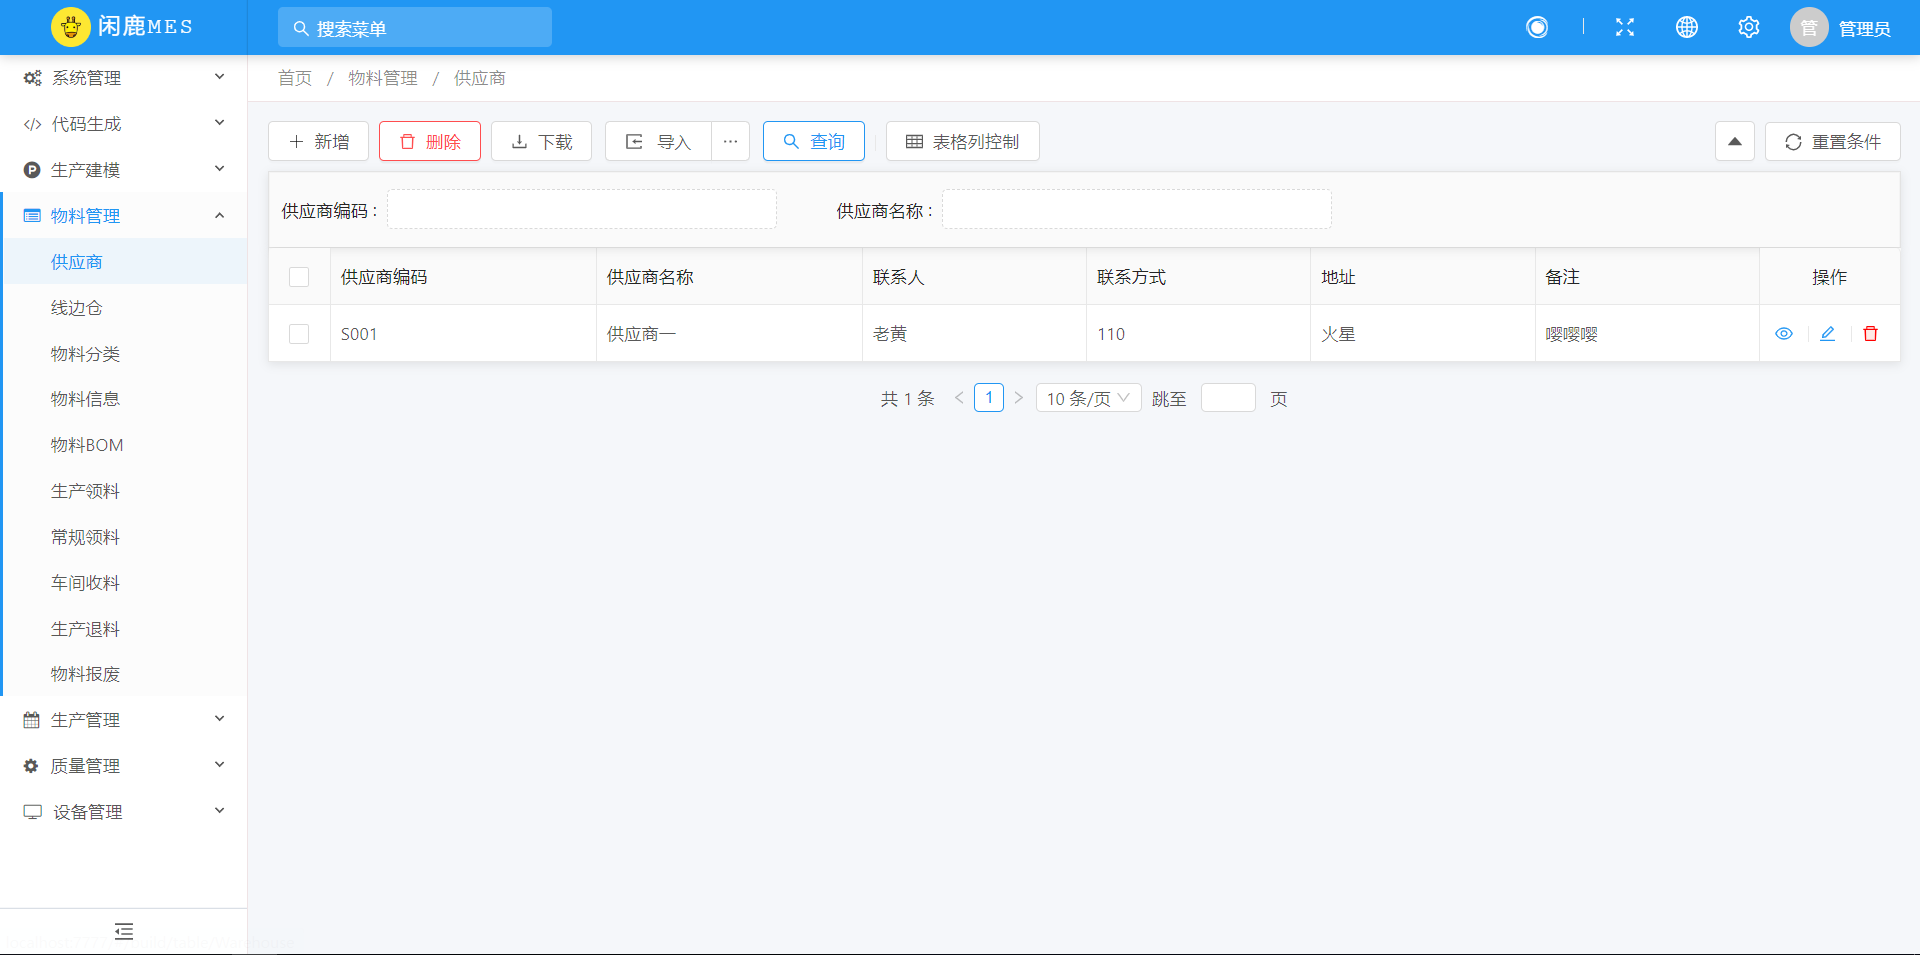 闲鹿MES
搜索菜单
管
管理员
系统管理
代码生成
生产建模
物料管理
供应商
线边仓
物料分类
物料信息
物料BOM
生产领料
常规领料
车间收料
生产退料
物料报废
生产管理
质量管理
设备管理
首页 / 物料管理 / 供应商
新增
删除
下载
导入
···
查询
表格列控制
重置条件
供应商编码 :
供应商名称 :
供应商编码 供应商名称 联系人 联系方式 地址 备注 操作
S001 供应商一 老黄 110 火星 嘤嘤嘤
共 1 条 < 1 > 10 条/页 跳至 页